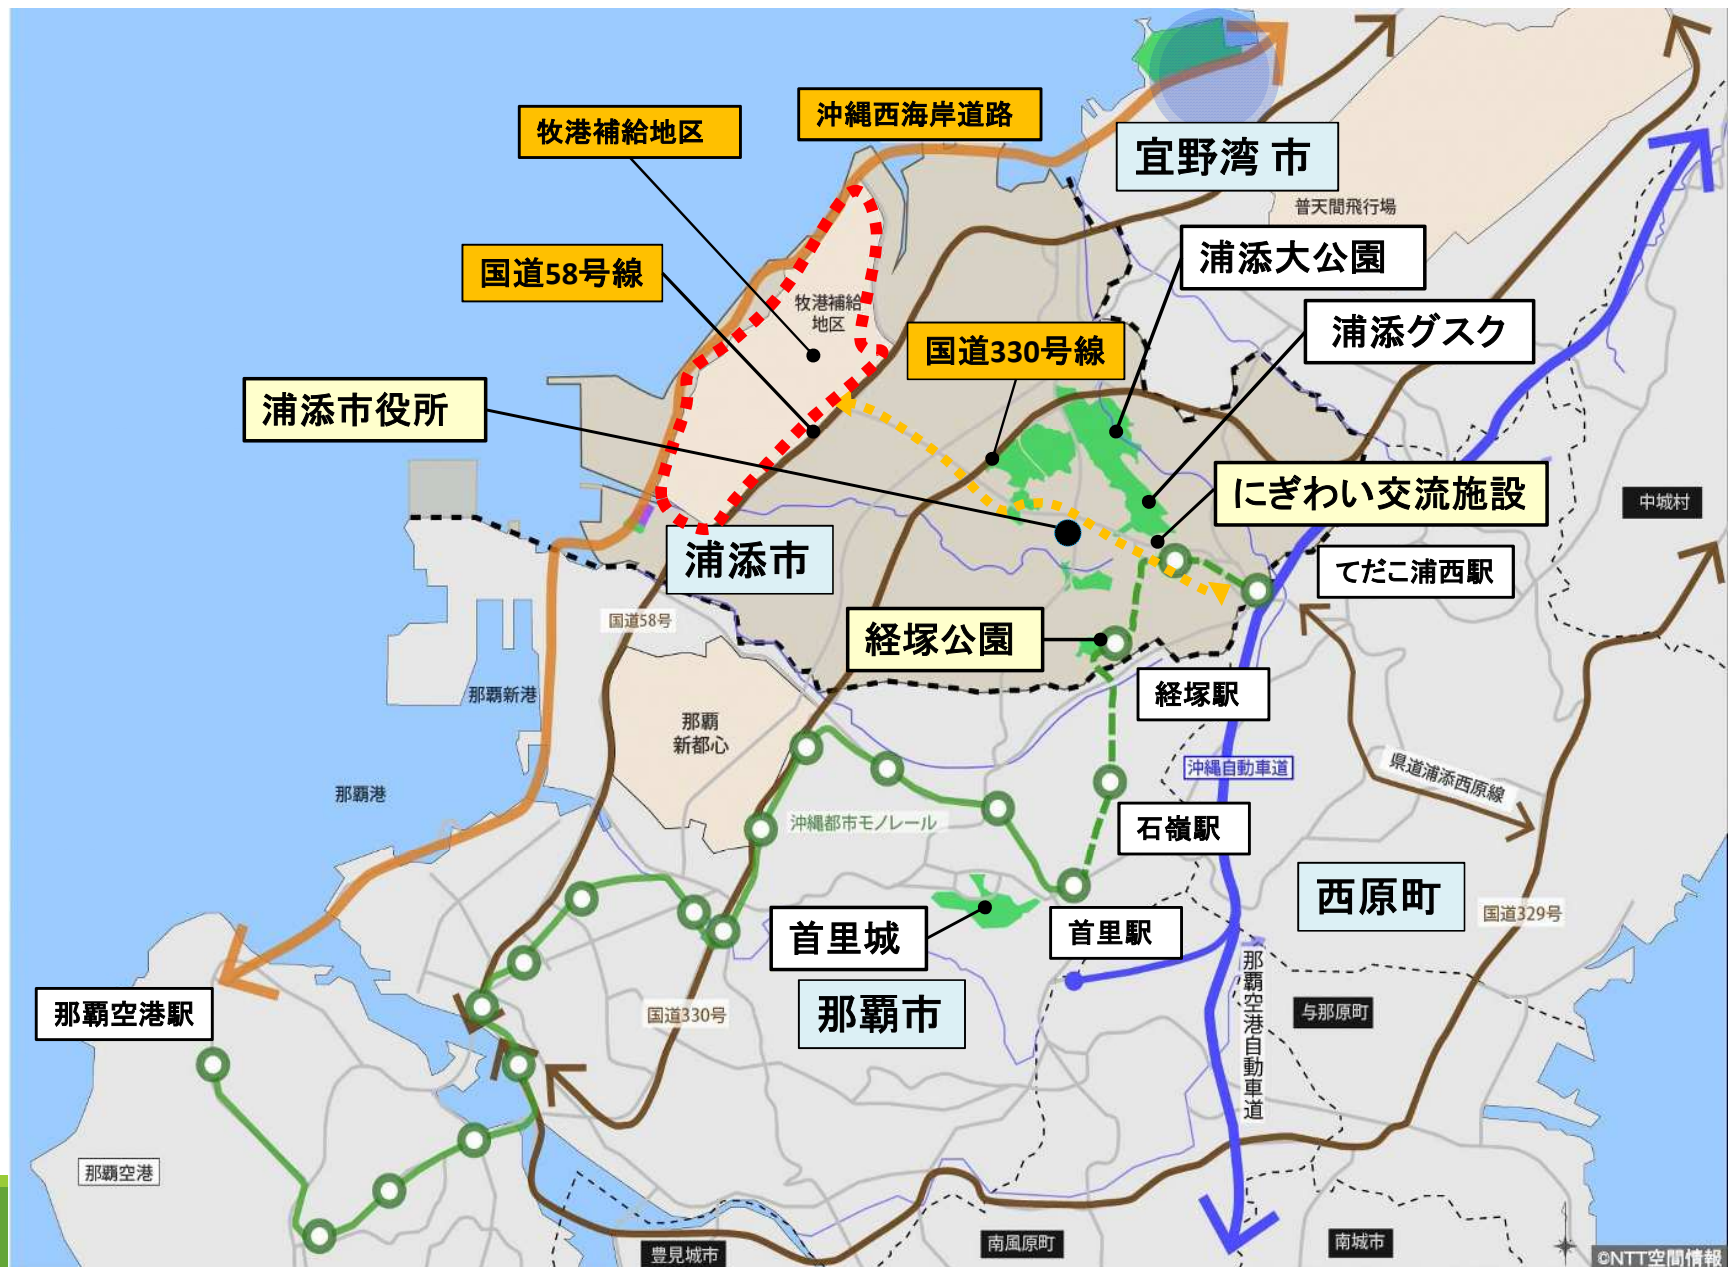 沖縄西海岸道路
牧港補給地区
宜野湾 市
普天間飛行場
浦添大公園
国道58号線
牧港補給
地区
浦添グスク
国道330号線
浦添市役所
にぎわい交流施設
中城村
浦添市
てだこ浦西駅
国道58号
経塚公園
那覇新港
経塚駅
那覇
新都心
沖縄自動車道
県道浦添西原線
那覇港
沖縄都市モノレール
石嶺駅
西原町
国道329号
首里城
首里駅
那覇空港自動車道
那覇空港駅
国道330号
那覇市
与那原町
那覇空港
豊見城市
南風原町
南城市
©NTT空間情報